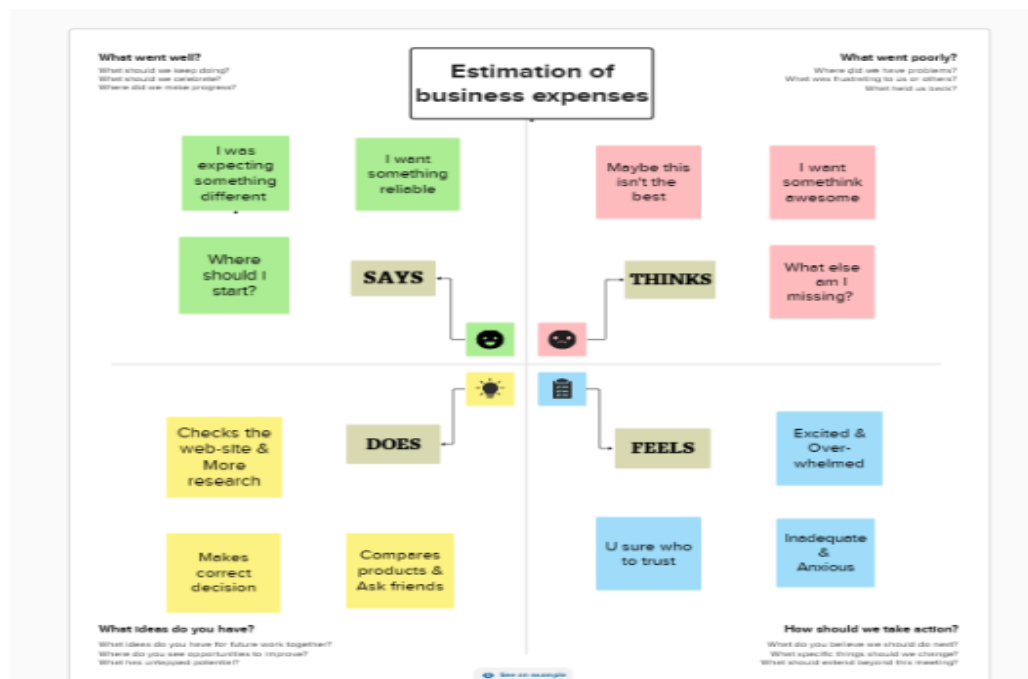 What went well?
What should we keep doing?
What should we celebrate?
Where did we make progress?
Estimation of
business expenses
What went poorly?
Where did we have problems?
What was frustrating to us or others?
What held us back?
I was
expecting
something
different
I want
something
reliable
Where
should I
start?
SAYS
Maybe this
isn't the
best
I want
somethink
awesome
What else
am I
missing?
THINKS
Checks the
web-site &
More
research
DOES
Makes
correct
decision
Compares
products &
Ask friends
FEELS
Excited &
Over-
whelmed
U sure who
to trust
Inadequate
&
Anxious
What ideas do you have?
What ideas do you have for future work together?
Where do you see opportunities to improve?
What has untapped potential?
How should we take action?
What do you believe we should do next?
What specific things should we change?
What should extend beyond this meeting?
See an example